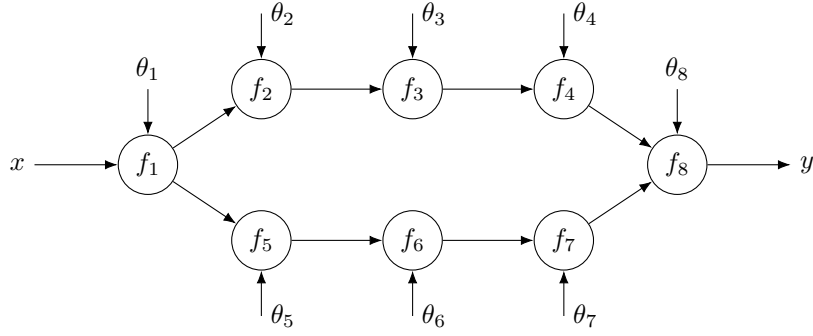 θ₂ θ₃ θ₄
θ₁ f₂ f₃ f₄ θ₈
x f₁ f₈ y
f₅ f₆ f₇
θ₅ θ₆ θ₇